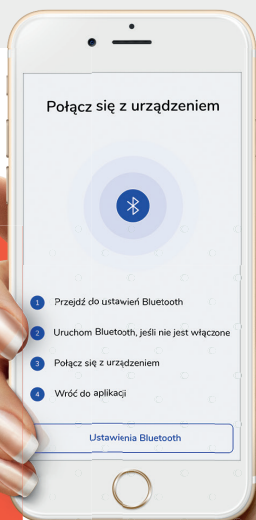 Połącz się z urządzeniem
1 Przejdź do ustawień Bluetooth
2 Uruchom Bluetooth, jeśli nie jest włączone
3 Połącz się z urządzeniem
4 Wróć do aplikacji
Ustawienia Bluetooth